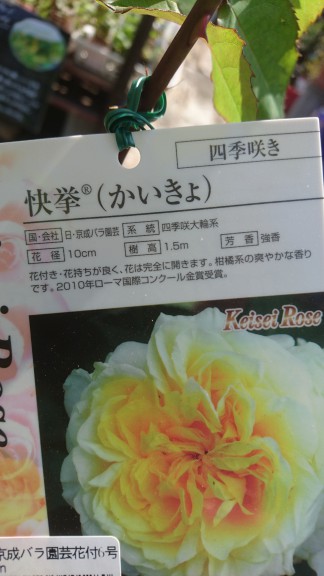 四季咲き
快挙®(かいきょ)
国・会社 日・京成バラ園芸 系統 四季咲大輪系
花径 10cm 樹高 1.5m 芳香 強香
花付き・花持ちが良く、花は完全に開きます。柑橘系の爽やかな香り
です。2010年ローマ国際コンクール金賞受賞。
Keisei Rose
京成バラ園芸花付6号